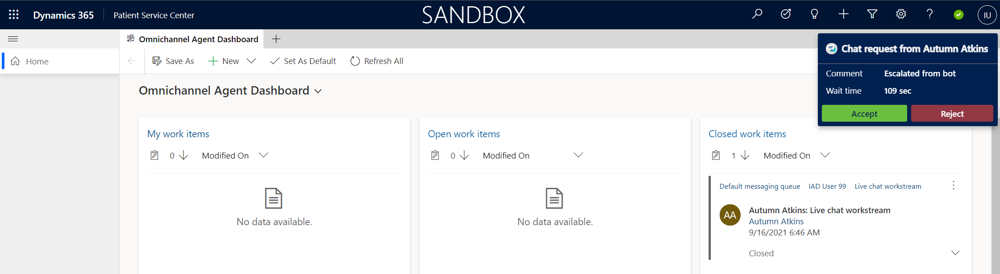 Dynamics 365
Patient Service Center
SANDBOX
IU
Omnichannel Agent Dashboard
Home
Save As
New
Set As Default
Refresh All
Chat request from Autumn Atkins
Comment Escalated from bot
Wait time 109 sec
Accept Reject
Omnichannel Agent Dashboard
My work items
0 Modified On
No data available.
Open work items
0 Modified On
No data available.
Closed work items
1 Modified On
Default messaging queue IAD User 99 Live chat workstream
AA
Autumn Atkins: Live chat workstream
Autumn Atkins
9/16/2021 6:46 AM
Closed